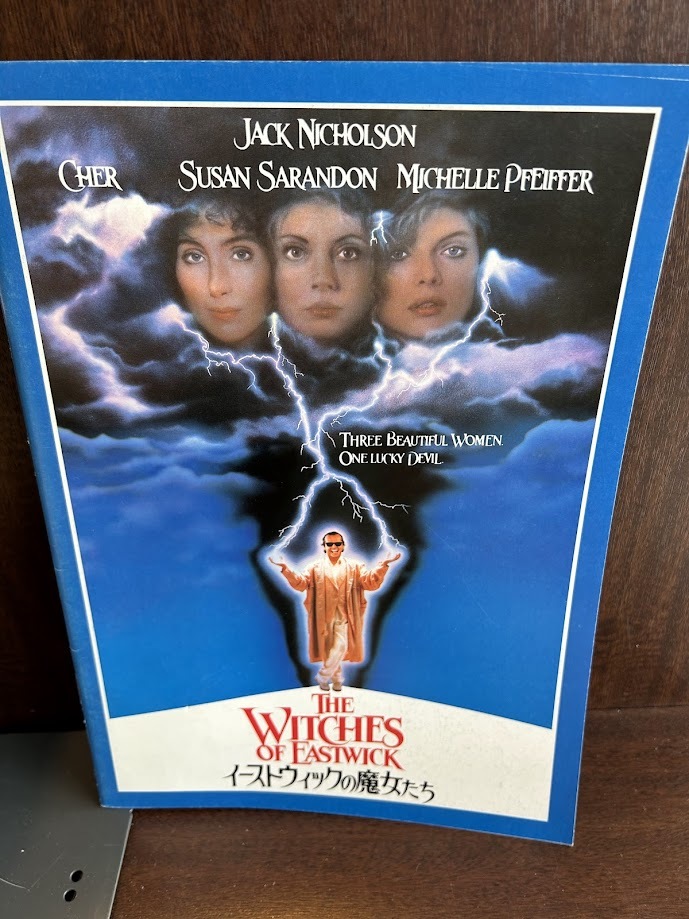 JACK NICHOLSON
CHER SUSAN SARANDON MICHELLE PFEIFFER
THREE BEAUTIFUL WOMEN.
ONE LUCKY DEVIL.
THE
WITCHES
OF EASTWICK
イーストウィックの魔女たち